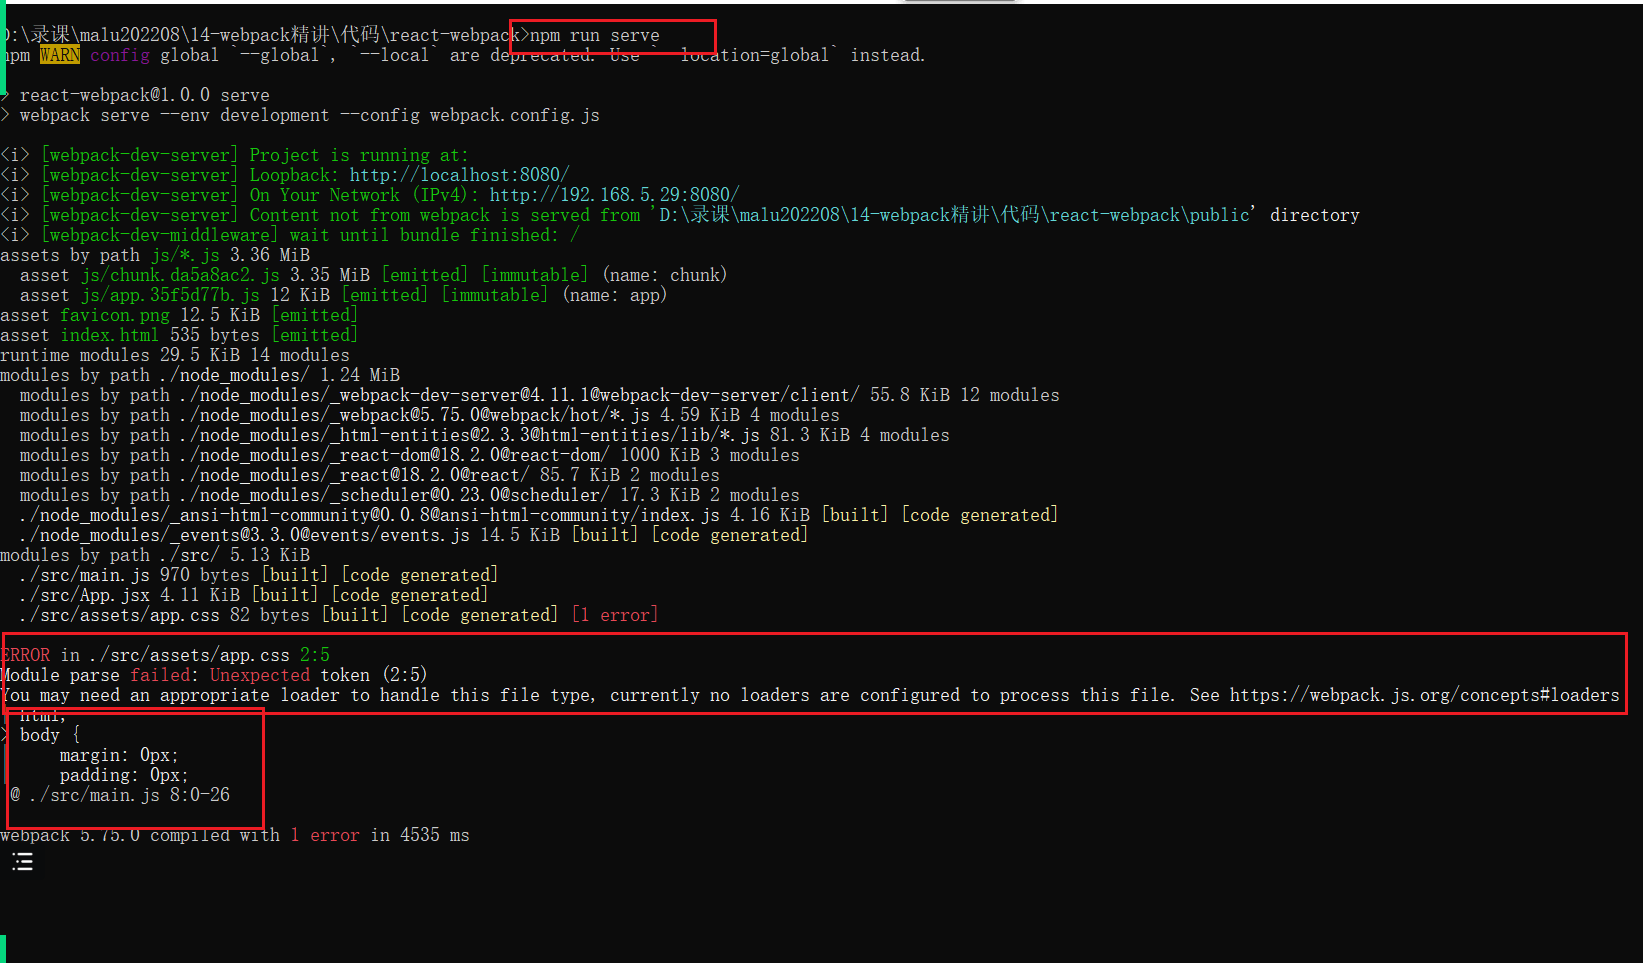 D:\录课\malu202208\14-webpack精讲\代码\react-webpack>npm run serve
npm WARN config global `--global`, `--local` are deprecated. Use `--location=global` instead.
> react-webpack@1.0.0 serve
> webpack serve --env development --config webpack.config.js
<i> [webpack-dev-server] Project is running at:
<i> [webpack-dev-server] Loopback: http://localhost:8080/
<i> [webpack-dev-server] On Your Network (IPv4): http://192.168.5.29:8080/
<i> [webpack-dev-server] Content not from webpack is served from 'D:\录课\malu202208\14-webpack精讲\代码\react-webpack\public' directory
<i> [webpack-dev-middleware] wait until bundle finished: /
assets by path js/*.js 3.36 MiB
  asset js/chunk.da5a8ac2.js 3.35 MiB [emitted] [immutable] (name: chunk)
  asset js/app.35f5d77b.js 12 KiB [emitted] [immutable] (name: app)
asset favicon.png 12.5 KiB [emitted]
asset index.html 535 bytes [emitted]
runtime modules 29.5 KiB 14 modules
modules by path ./node_modules/ 1.24 MiB
  modules by path ./node_modules/_webpack-dev-server@4.11.1@webpack-dev-server/client/ 55.8 KiB 12 modules
  modules by path ./node_modules/_webpack@5.75.0@webpack/hot/*.js 4.59 KiB 4 modules
  modules by path ./node_modules/_html-entities@2.3.3@html-entities/lib/*.js 81.3 KiB 4 modules
  modules by path ./node_modules/_react-dom@18.2.0@react-dom/ 1000 KiB 3 modules
  modules by path ./node_modules/_react@18.2.0@react/ 85.7 KiB 2 modules
  modules by path ./node_modules/_scheduler@0.23.0@scheduler/ 17.3 KiB 2 modules
  ./node_modules/_ansi-html-community@0.0.8@ansi-html-community/index.js 4.16 KiB [built] [code generated]
  ./node_modules/_events@3.3.0@events/events.js 14.5 KiB [built] [code generated]
modules by path ./src/ 5.13 KiB
  ./src/main.js 970 bytes [built] [code generated]
  ./src/App.jsx 4.11 KiB [built] [code generated]
  ./src/assets/app.css 82 bytes [built] [code generated] [1 error]
ERROR in ./src/assets/app.css 2:5
Module parse failed: Unexpected token (2:5)
You may need an appropriate loader to handle this file type, currently no loaders are configured to process this file. See https://webpack.js.org/concepts#loaders
| html,
> body {
|     margin: 0px;
|     padding: 0px;
 @ ./src/main.js 8:0-26
webpack 5.75.0 compiled with 1 error in 4535 ms